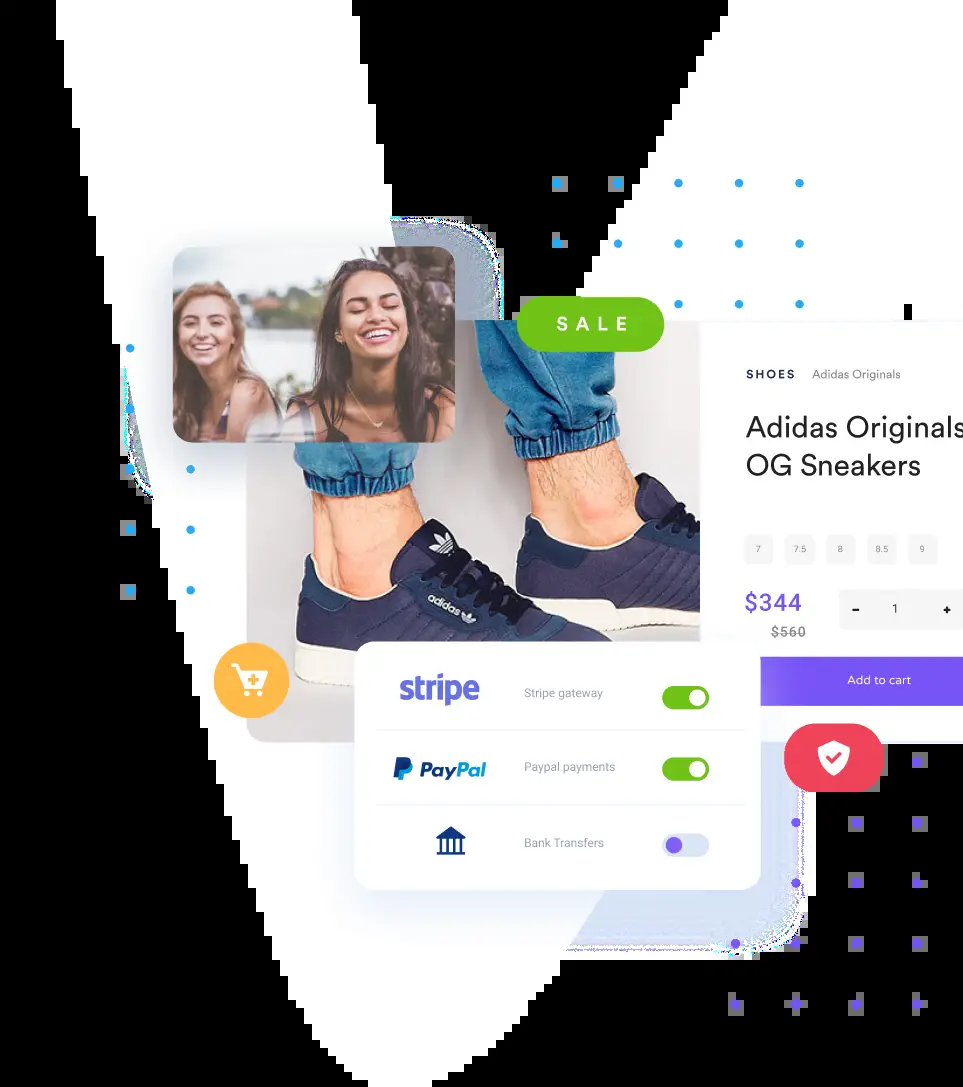 SALE
SHOES Adidas Originals
Adidas Originals
OG Sneakers
7 7.5 8 8.5 9
$344
- 1 +
$560
Add to cart
adidas
stripe Stripe gateway
PayPal Paypal payments
Bank Transfers